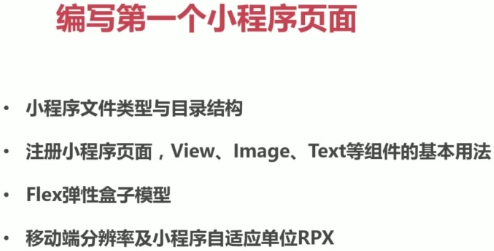 编写第一个小程序页面
• 小程序文件类型与目录结构
• 注册小程序页面，View、Image、Text等组件的基本用法
• Flex弹性盒子模型
• 移动端分辨率及小程序自适应单位RPX